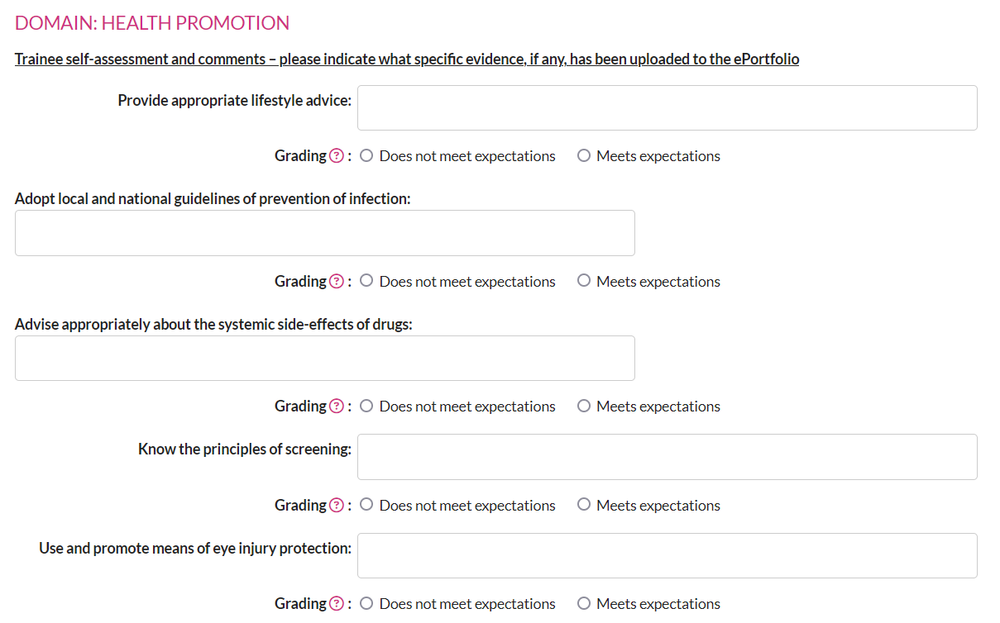 DOMAIN: HEALTH PROMOTION
Trainee self-assessment and comments – please indicate what specific evidence, if any, has been uploaded to the ePortfolio
Provide appropriate lifestyle advice:
Grading ? : Does not meet expectations Meets expectations
Adopt local and national guidelines of prevention of infection:
Grading ? : Does not meet expectations Meets expectations
Advise appropriately about the systemic side-effects of drugs:
Grading ? : Does not meet expectations Meets expectations
Know the principles of screening:
Grading ? : Does not meet expectations Meets expectations
Use and promote means of eye injury protection:
Grading ? : Does not meet expectations Meets expectations